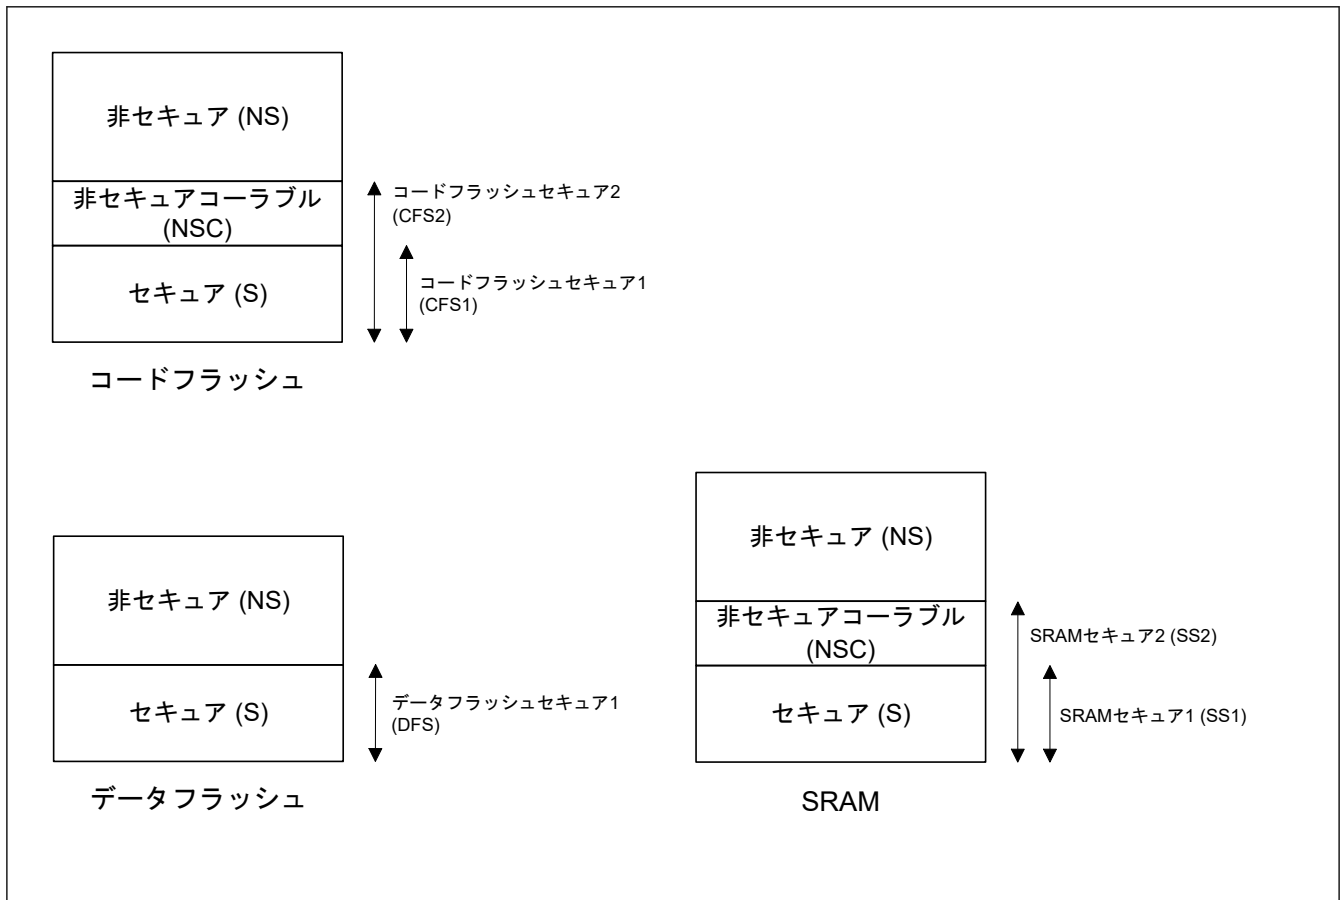 非セキュア (NS)
非セキュアコーラブル
(NSC)
セキュア (S)
コードフラッシュセキュア2
(CFS2)
コードフラッシュセキュア1
(CFS1)
コードフラッシュ
非セキュア (NS)
セキュア (S)
データフラッシュセキュア1
(DFS)
データフラッシュ
非セキュア (NS)
非セキュアコーラブル
(NSC)
セキュア (S)
SRAMセキュア2 (SS2)
SRAMセキュア1 (SS1)
SRAM